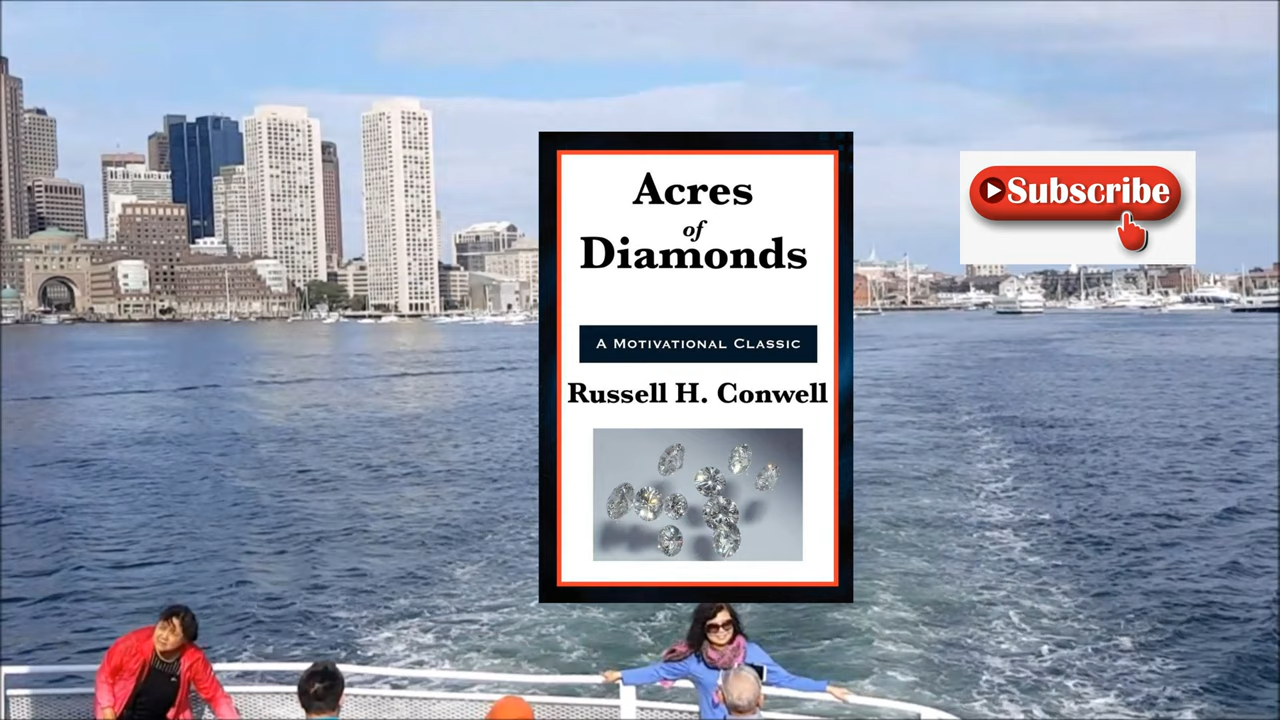 Acres
of
Diamonds
A Motivational Classic
Russell H. Conwell
Subscribe